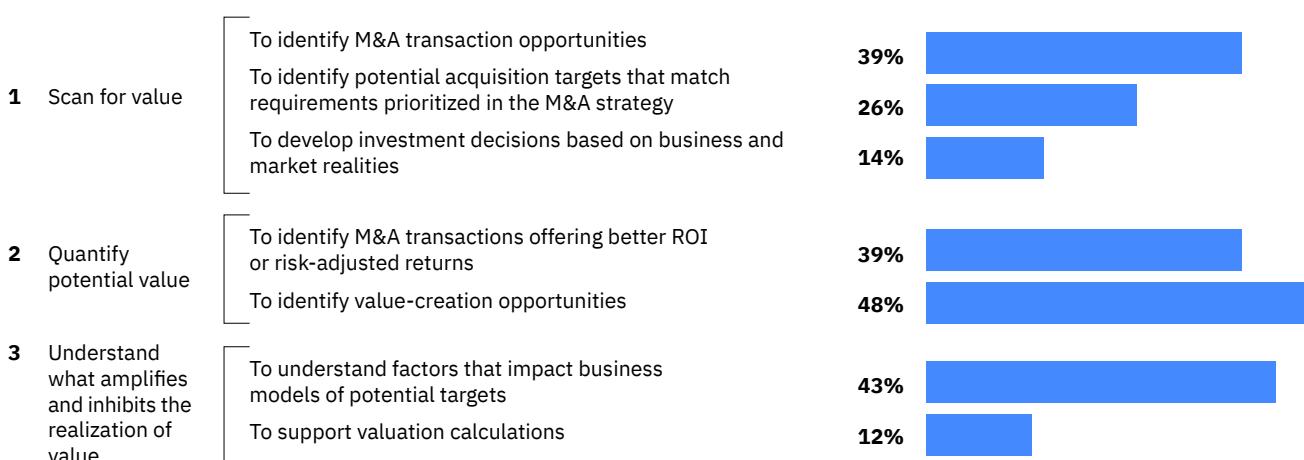 1 Scan for value
To identify M&A transaction opportunities
39%
To identify potential acquisition targets that match
requirements prioritized in the M&A strategy
26%
To develop investment decisions based on business and
market realities
14%
2 Quantify
potential value
To identify M&A transactions offering better ROI
or risk-adjusted returns
39%
To identify value-creation opportunities
48%
3 Understand
what amplifies
and inhibits the
realization of
value
To understand factors that impact business
models of potential targets
43%
To support valuation calculations
12%